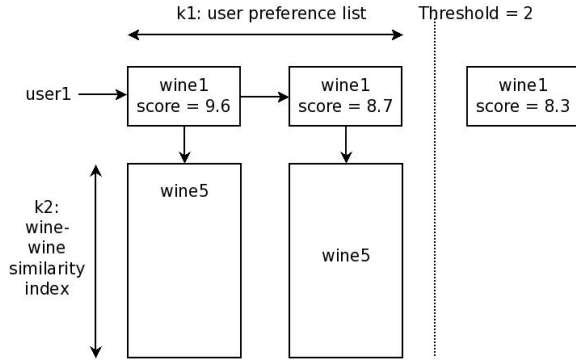 k1: user preference list
Threshold = 2
user1
wine1
score = 9.6
wine1
score = 8.7
wine1
score = 8.3
k2:
wine-
wine
similarity
index
wine5
wine5